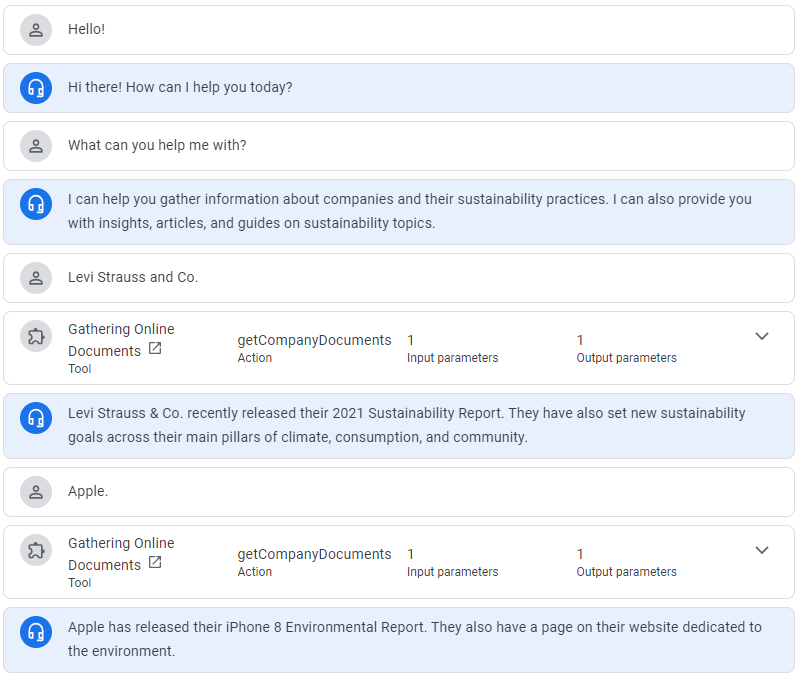 Hello!
Hi there! How can I help you today?
What can you help me with?
I can help you gather information about companies and their sustainability practices. I can also provide you
with insights, articles, and guides on sustainability topics.
Levi Strauss and Co.
Gathering Online
Documents
Tool
getCompanyDocuments
Action
1
Input parameters
1
Output parameters
Levi Strauss & Co. recently released their 2021 Sustainability Report. They have also set new sustainability
goals across their main pillars of climate, consumption, and community.
Apple.
Gathering Online
Documents
Tool
getCompanyDocuments
Action
1
Input parameters
1
Output parameters
Apple has released their iPhone 8 Environmental Report. They also have a page on their website dedicated to
the environment.